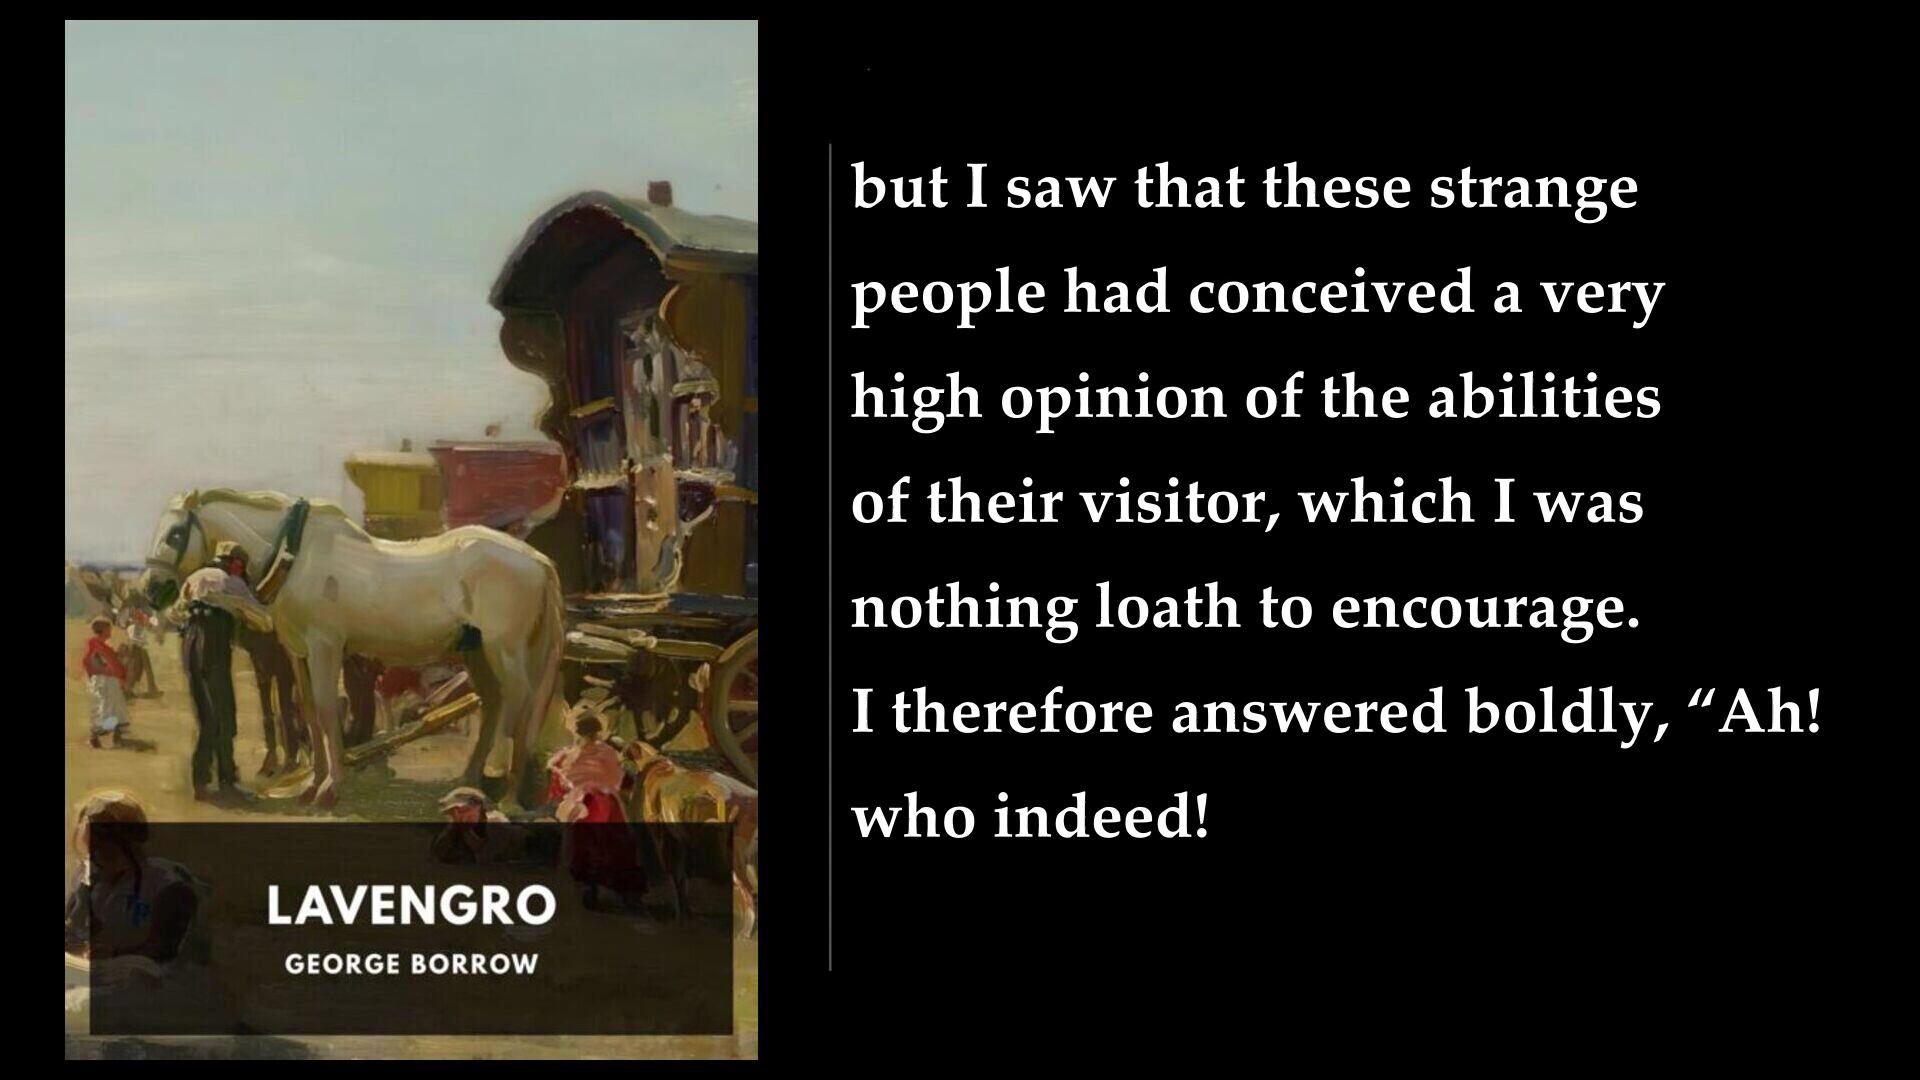 LAVENGRO
GEORGE BORROW
but I saw that these strange
people had conceived a very
high opinion of the abilities
of their visitor, which I was
nothing loath to encourage.
I therefore answered boldly, “Ah!
who indeed!